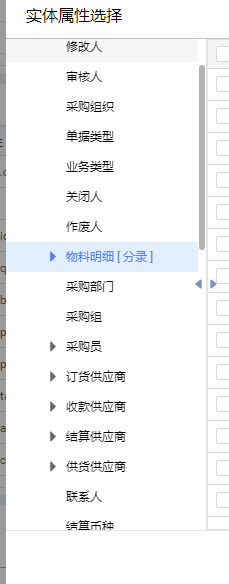 实体属性选择
修改人
审核人
采购组织
单据类型
业务类型
关闭人
作废人
物料明细 [ 分录 ]
采购部门
采购组
采购员
订货供应商
收款供应商
结算供应商
供货供应商
联系人
结算币种